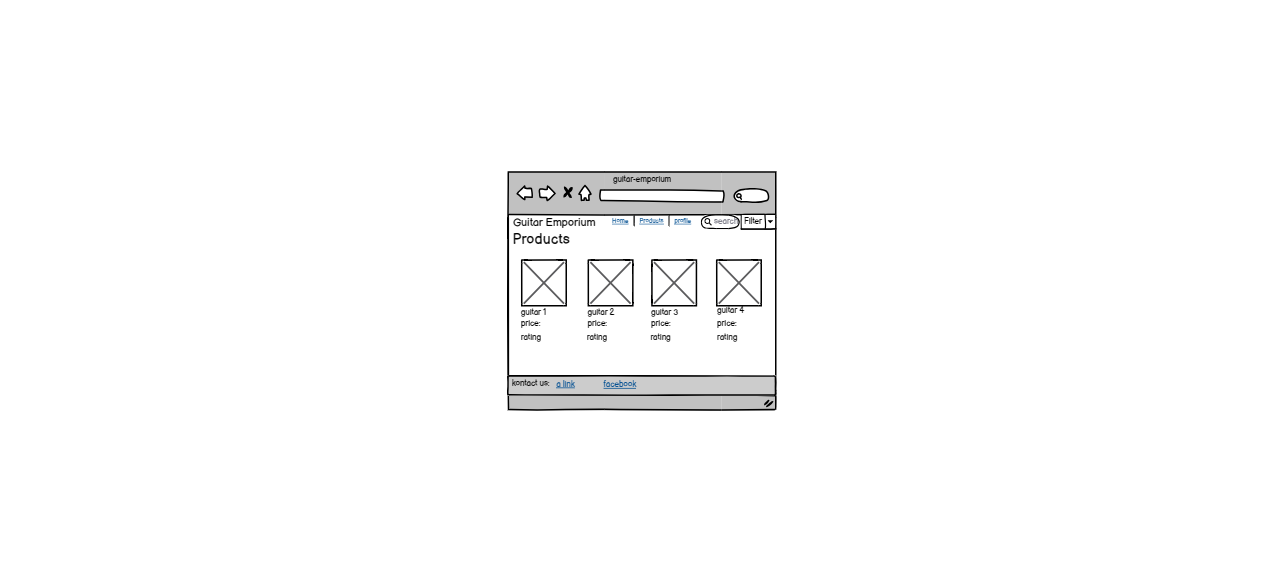 guitar-emporium
Guitar Emporium Home Products profile search Filter
Products
guitar 1 guitar 2 guitar 3 guitar 4
price: price: price: price:
rating rating rating rating
kontact us: a link facebook